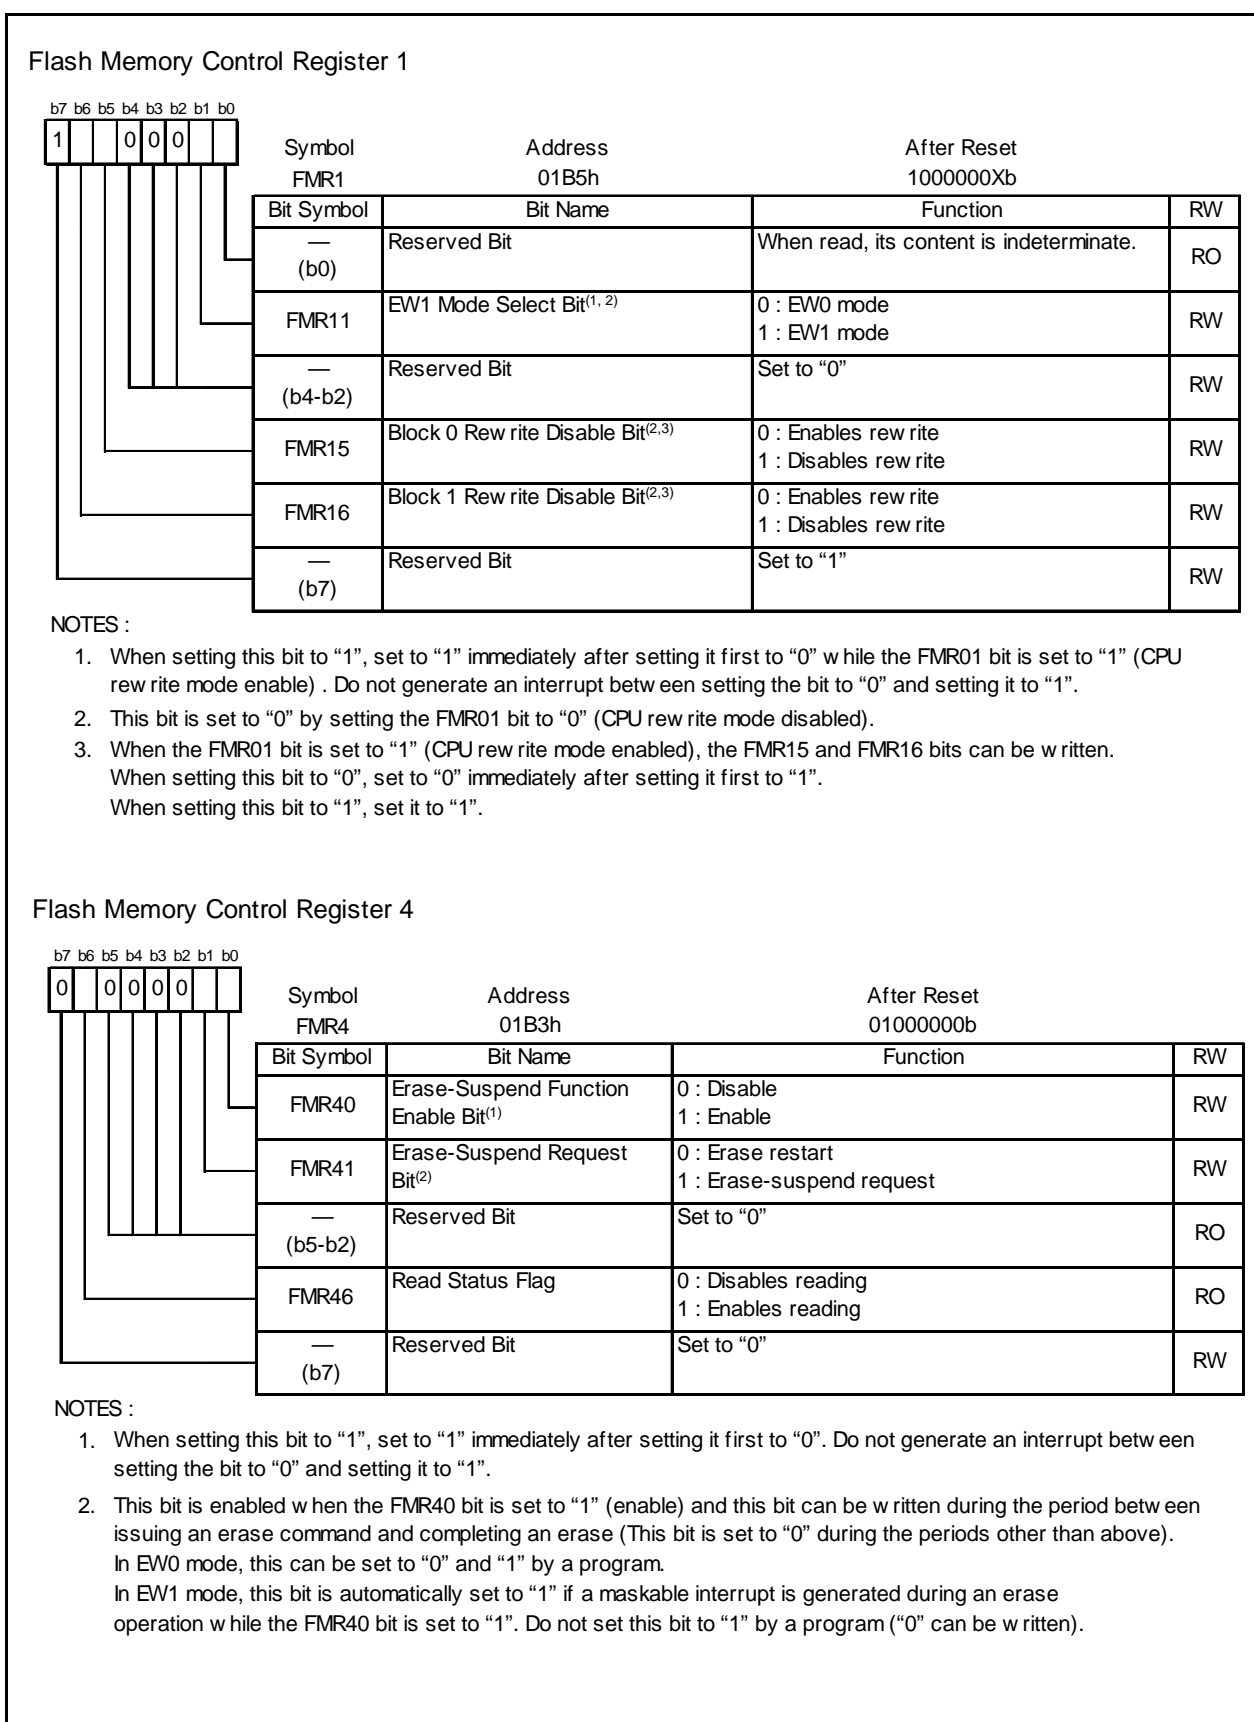 Flash Memory Control Register 1
b7 b6 b5 b4 b3 b2 b1 b0
1 0 0 0
Symbol Address After Reset
FMR1 01B5h 1000000Xb
Bit Symbol Bit Name Function RW
— Reserved Bit When read, its content is indeterminate. RO
(b0)
FMR11 EW1 Mode Select Bit(1, 2) 0 : EW0 mode RW
1 : EW1 mode
— Reserved Bit Set to “0” RW
(b4-b2)
FMR15 Block 0 Rewrite Disable Bit(2,3) 0 : Enables rewrite RW
1 : Disables rewrite
FMR16 Block 1 Rewrite Disable Bit(2,3) 0 : Enables rewrite RW
1 : Disables rewrite
— Reserved Bit Set to “1” RW
(b7)
NOTES :
1. When setting this bit to “1”, set to “1” immediately after setting it first to “0” while the FMR01 bit is set to “1” (CPU
rewrite mode enable) . Do not generate an interrupt between setting the bit to “0” and setting it to “1”.
2. This bit is set to “0” by setting the FMR01 bit to “0” (CPU rewrite mode disabled).
3. When the FMR01 bit is set to “1” (CPU rewrite mode enabled), the FMR15 and FMR16 bits can be written.
When setting this bit to “0”, set to “0” immediately after setting it first to “1”.
When setting this bit to “1”, set it to “1”.
Flash Memory Control Register 4
b7 b6 b5 b4 b3 b2 b1 b0
0 0 0 0 0
Symbol Address After Reset
FMR4 01B3h 01000000b
Bit Symbol Bit Name Function RW
FMR40 Erase-Suspend Function 0 : Disable RW
Enable Bit(1) 1 : Enable
FMR41 Erase-Suspend Request 0 : Erase restart RW
Bit(2) 1 : Erase-suspend request
— Reserved Bit Set to “0” RO
(b5-b2)
FMR46 Read Status Flag 0 : Disables reading RO
1 : Enables reading
— Reserved Bit Set to “0” RW
(b7)
NOTES :
1. When setting this bit to “1”, set to “1” immediately after setting it first to “0”. Do not generate an interrupt between
setting the bit to “0” and setting it to “1”.
2. This bit is enabled when the FMR40 bit is set to “1” (enable) and this bit can be written during the period between
issuing an erase command and completing an erase (This bit is set to “0” during the periods other than above).
In EW0 mode, this can be set to “0” and “1” by a program.
In EW1 mode, this bit is automatically set to “1” if a maskable interrupt is generated during an erase
operation while the FMR40 bit is set to “1”. Do not set this bit to “1” by a program (“0” can be written).